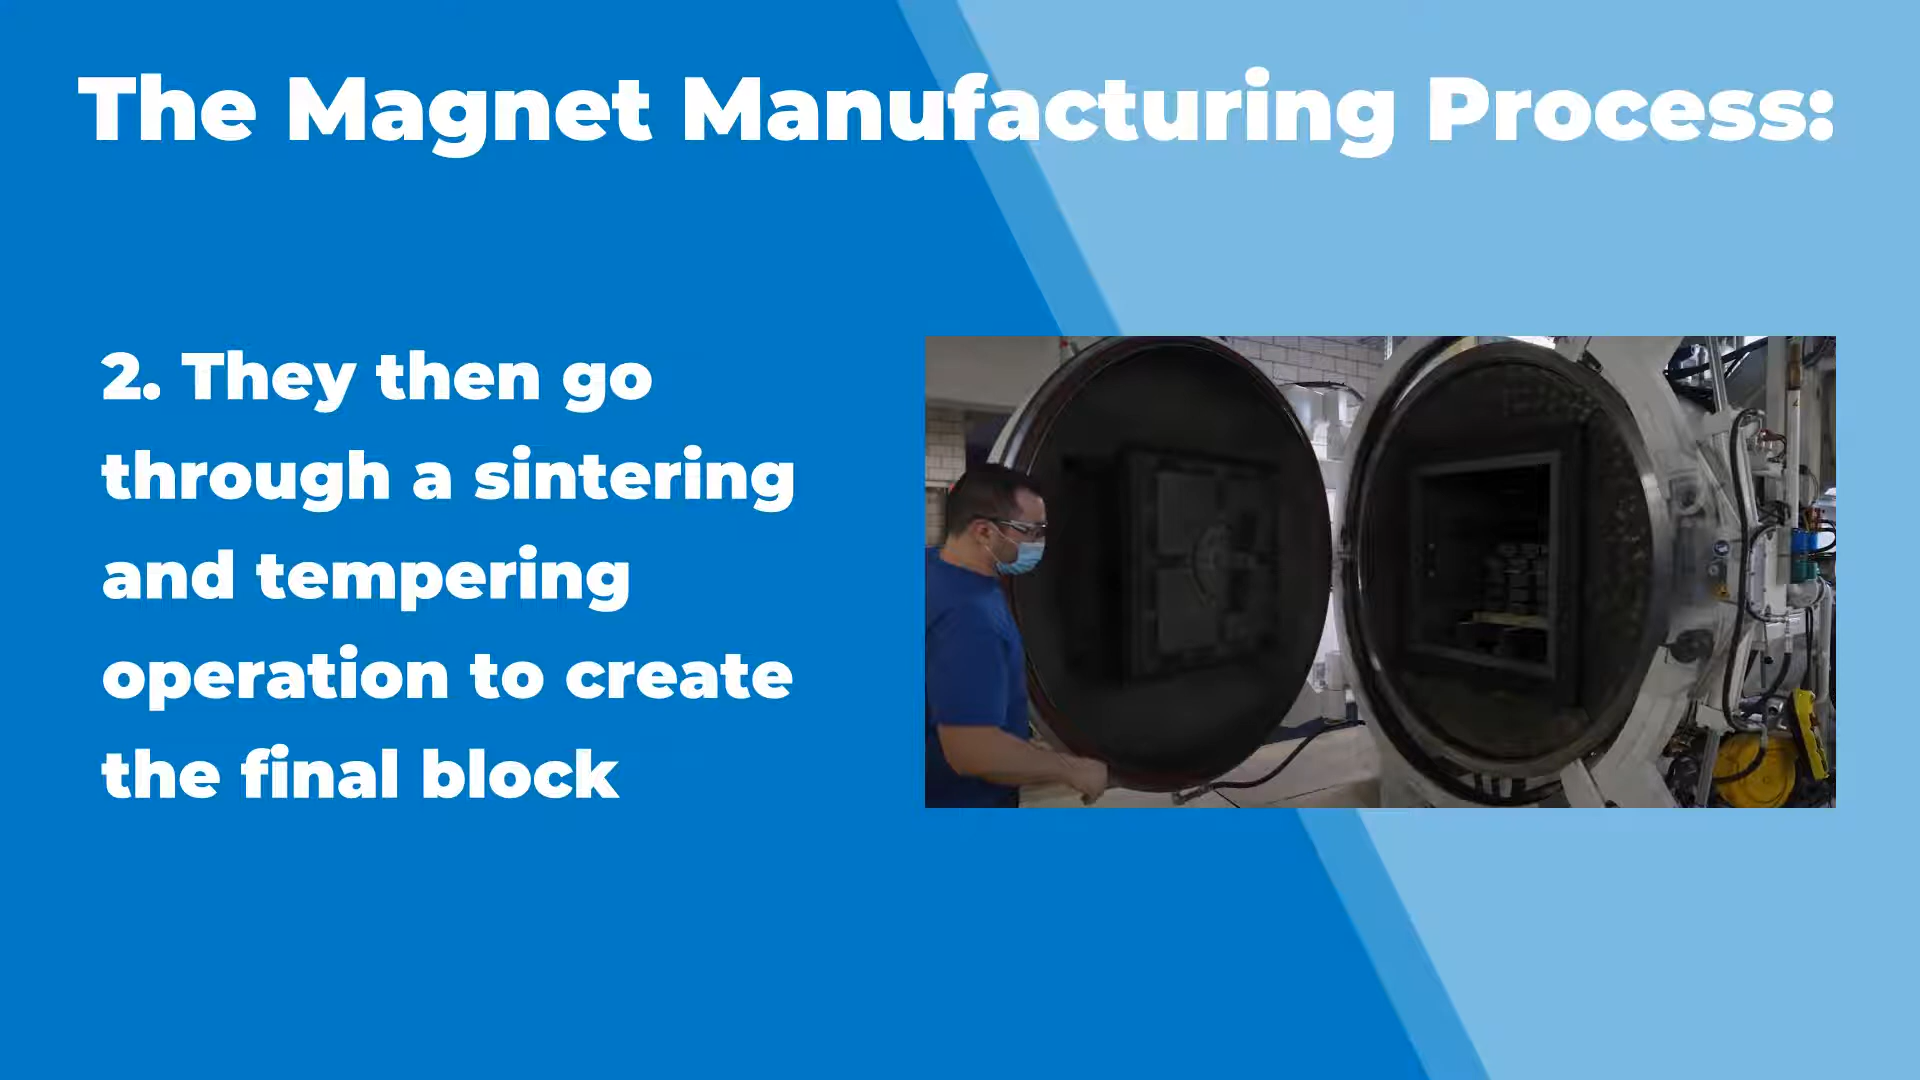 The Magnet Manufacturing Process:
2. They then go
through a sintering
and tempering
operation to create
the final block